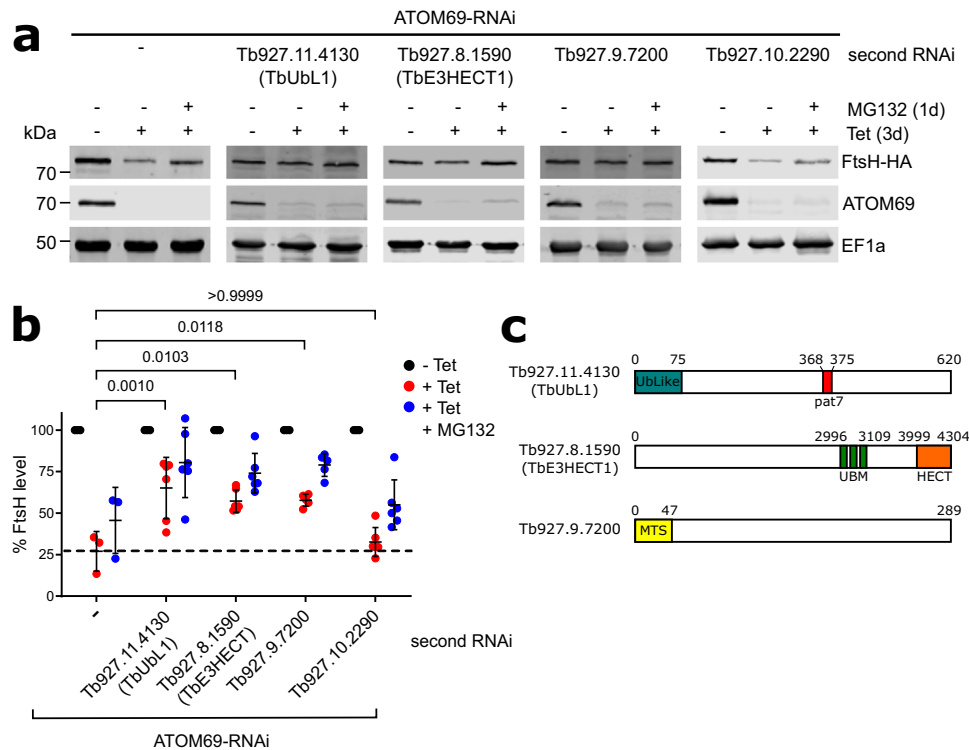 ATOM69-RNAi
a
- Tb927.11.4130 Tb927.8.1590 Tb927.9.7200 Tb927.10.2290 second RNAi
(TbUbL1) (TbE3HECT1)
- - + - - + - - + - - + - - + MG132 (1d)
kDa - + + - + + - + + - + + - + + Tet (3d)
70 FtsH-HA
70 ATOM69
50 EF1a
b
>0.9999
0.0118
0.0103
0.0010
- Tet
+ Tet
+ Tet
+ MG132
% FtsH level
100
75
50
25
0
-
Tb927.11.4130
(TbUbL1)
Tb927.8.1590
(TbE3HECT)
Tb927.9.7200
Tb927.10.2290
second RNAi
ATOM69-RNAi
c
0 75 368 375 620
Tb927.11.4130
(TbUbL1)
UbLike
pat7
0 2996 3109 3999 4304
Tb927.8.1590
(TbE3HECT1)
UBM HECT
0 47 289
Tb927.9.7200
MTS